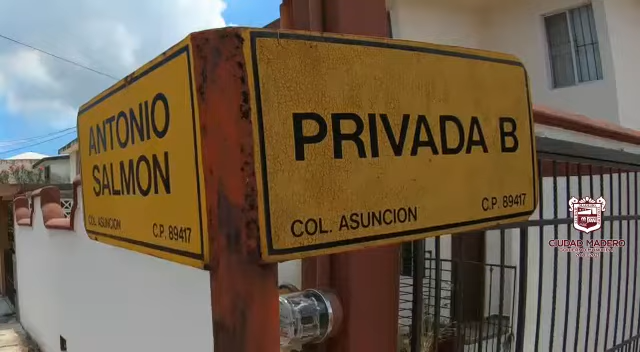 ANTONIO
SALMON
COL. ASUNCION
C.P. 89417
PRIVADA B
COL. ASUNCION
C.P. 89417
CIUDAD MADERO